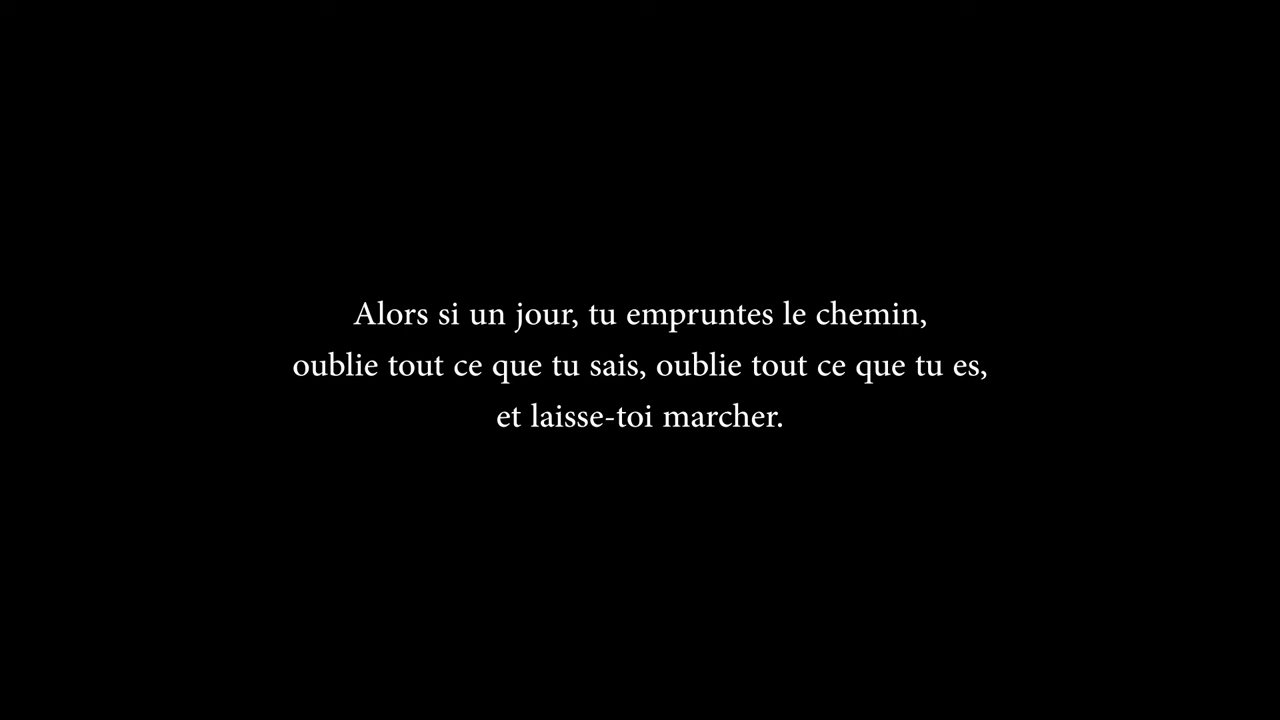 Alors si un jour, tu empruntes le chemin,
oublie tout ce que tu sais, oublie tout ce que tu es,
et laisse-toi marcher.